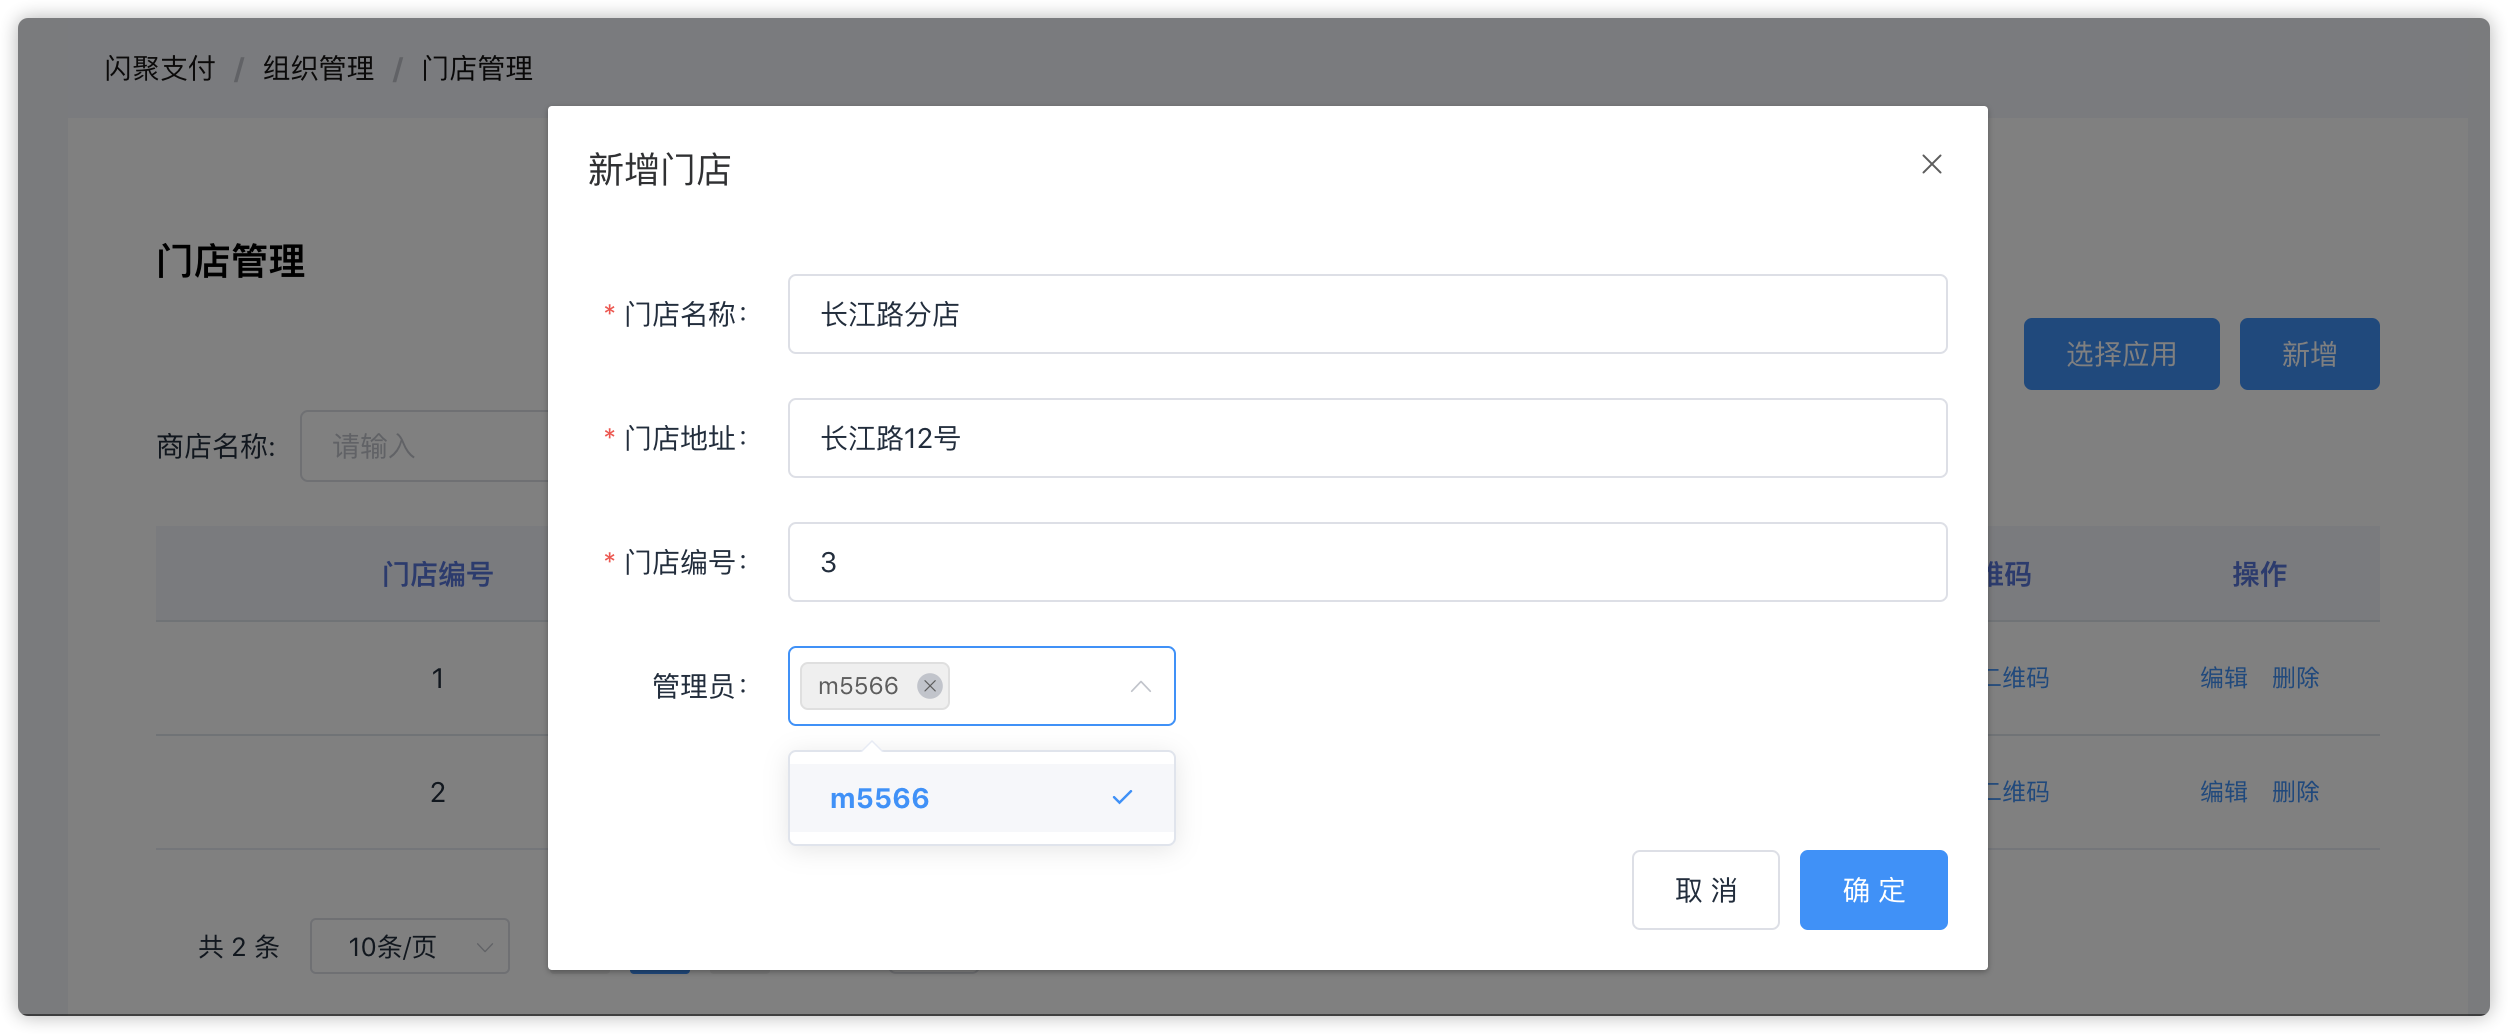 闪聚支付 / 组织管理 / 门店管理
新增门店
门店管理
* 门店名称：
长江路分店
选择应用
新增
* 门店地址：
长江路12号
商店名称:
请输入
* 门店编号：
3
门店编号
维码
操作
管理员：
m5566
m5566
1
二维码
编辑
删除
2
二维码
编辑
删除
取 消
确 定
共 2 条
10条/页